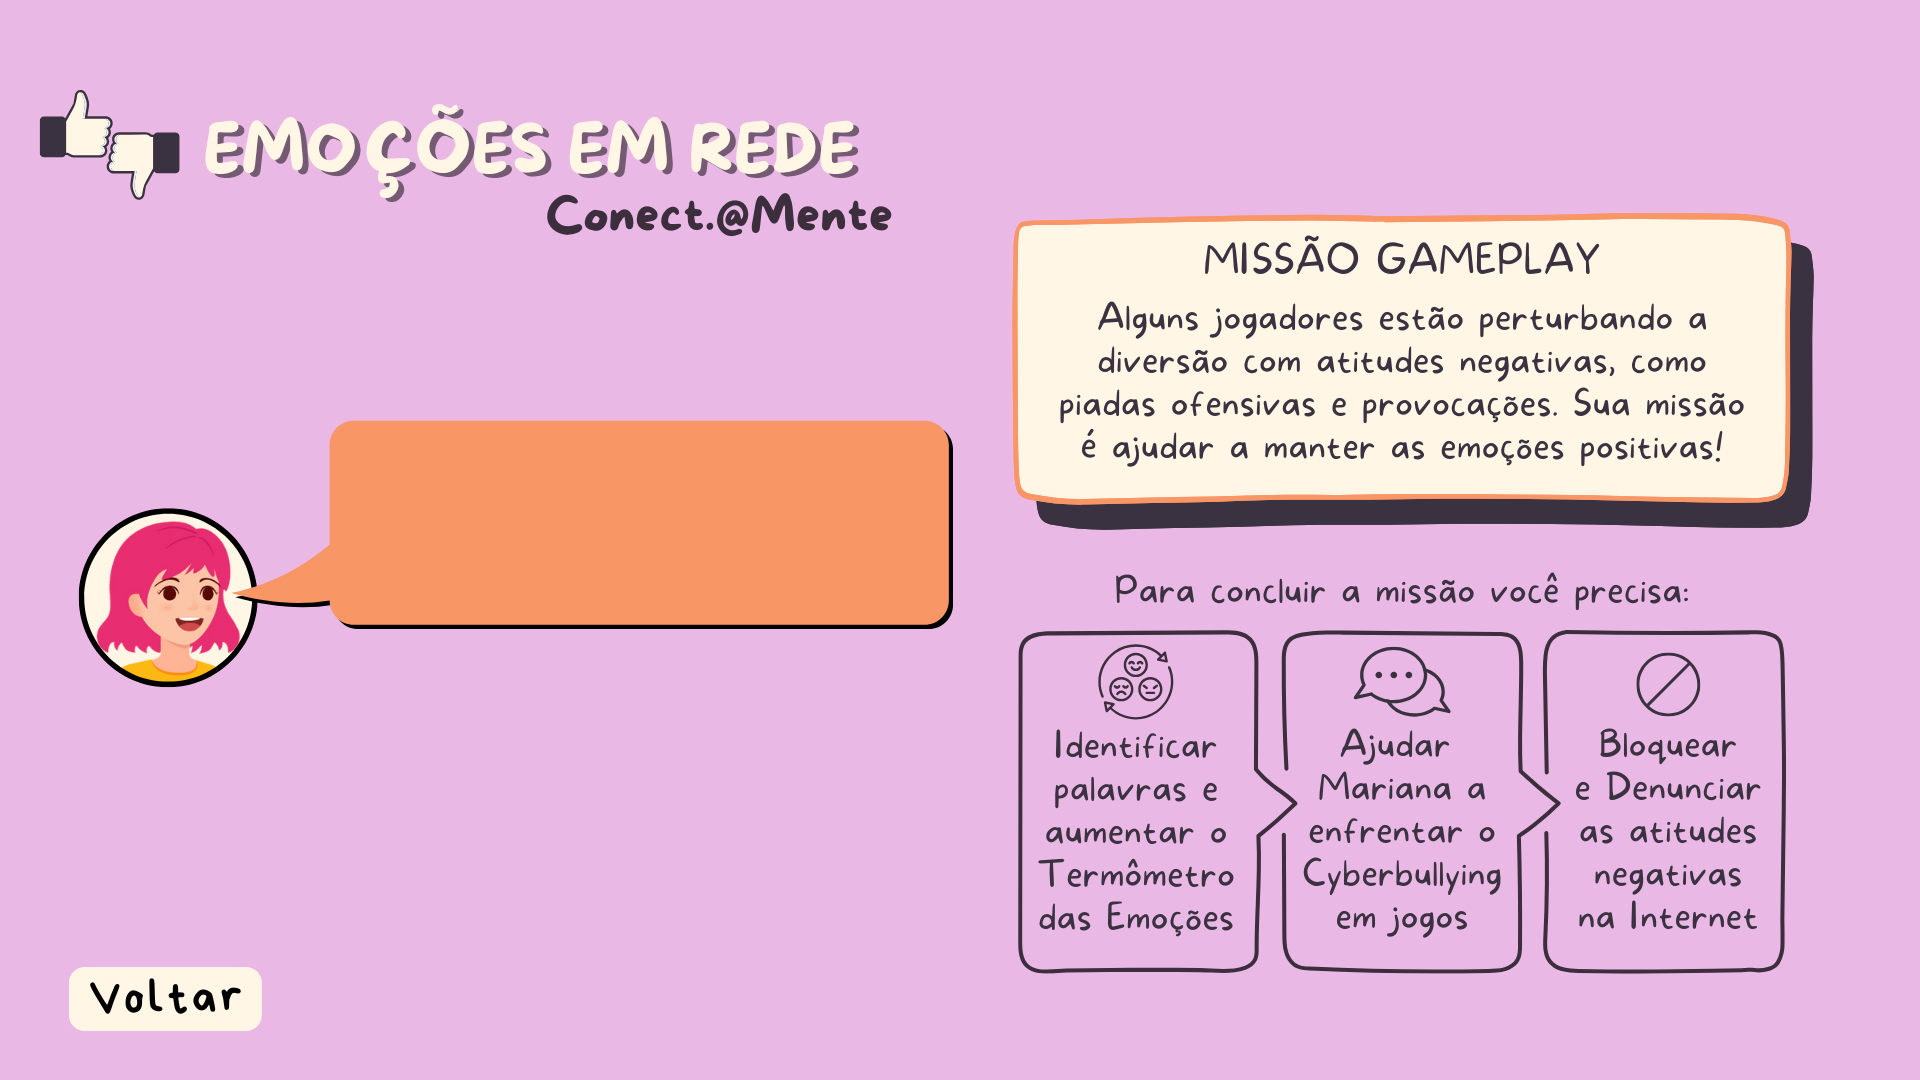 EMOÇÕES EM REDE
Conect.@Mente
MISSÃO GAMEPLAY
Alguns jogadores estão perturbando a
diversão com atitudes negativas, como
piadas ofensivas e provocações. Sua missão
é ajudar a manter as emoções positivas!
Para concluir a missão você precisa:
Identificar
palavras e
aumentar o
Termômetro
das Emoções
Ajudar
Mariana a
enfrentar o
Cyberbullying
em jogos
Bloquear
e Denunciar
as atitudes
negativas
na Internet
Voltar